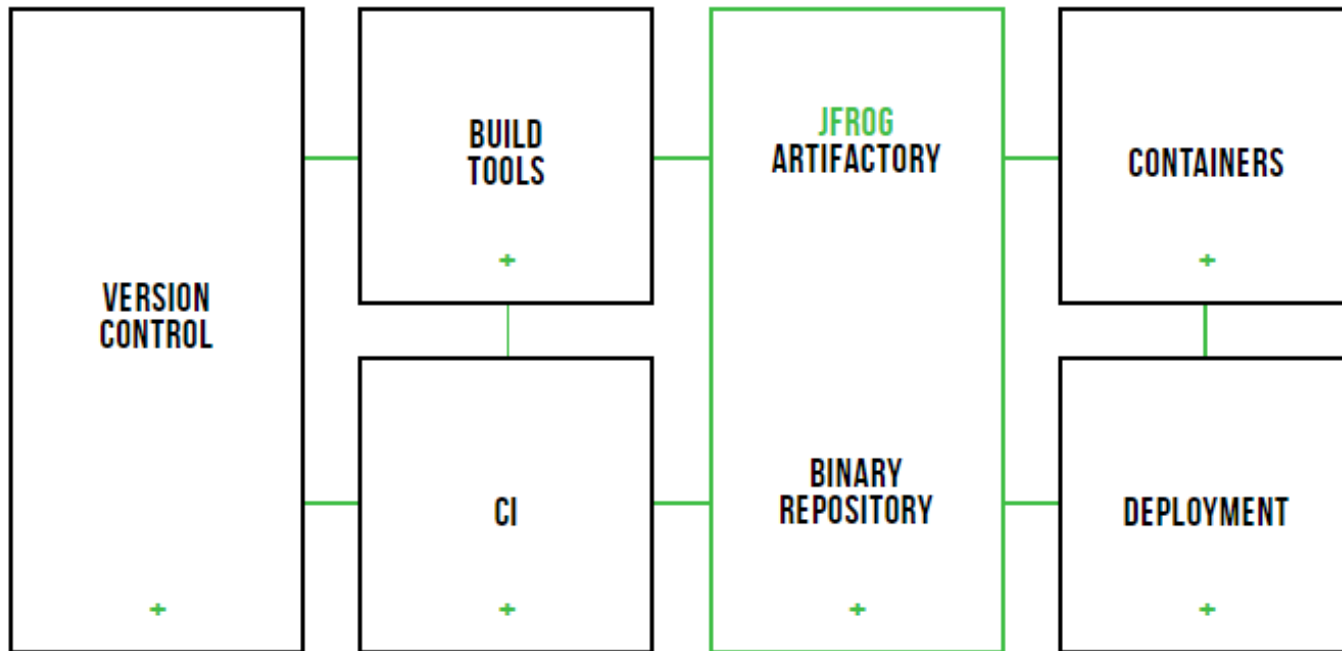 VERSION
CONTROL
+
BUILD
TOOLS
+
CI
+
JFROG
ARTIFACTORY
BINARY
REPOSITORY
+
CONTAINERS
+
DEPLOYMENT
+